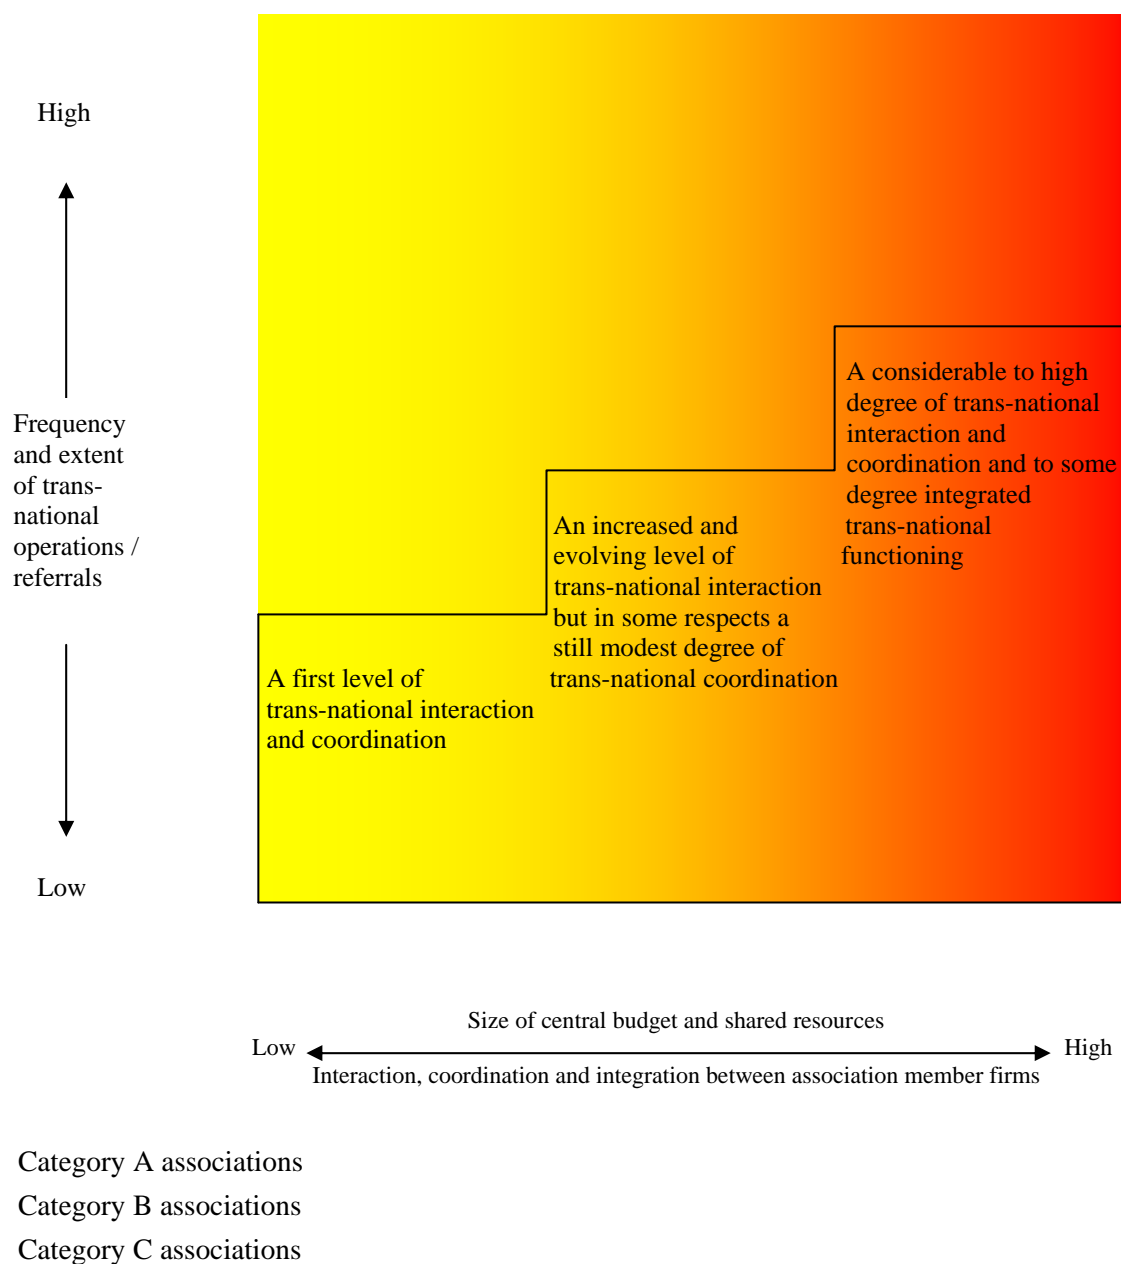 High
Frequency
and extent
of trans-
national
operations /
referrals
Low
A considerable to high
degree of trans-national
interaction and
coordination and to some
degree integrated
trans-national
functioning
An increased and
evolving level of
trans-national interaction
but in some respects a
still modest degree of
trans-national coordination
A first level of
trans-national interaction
and coordination
Size of central budget and shared resources
Low
High
Interaction, coordination and integration between association member firms
Category A associations
Category B associations
Category C associations